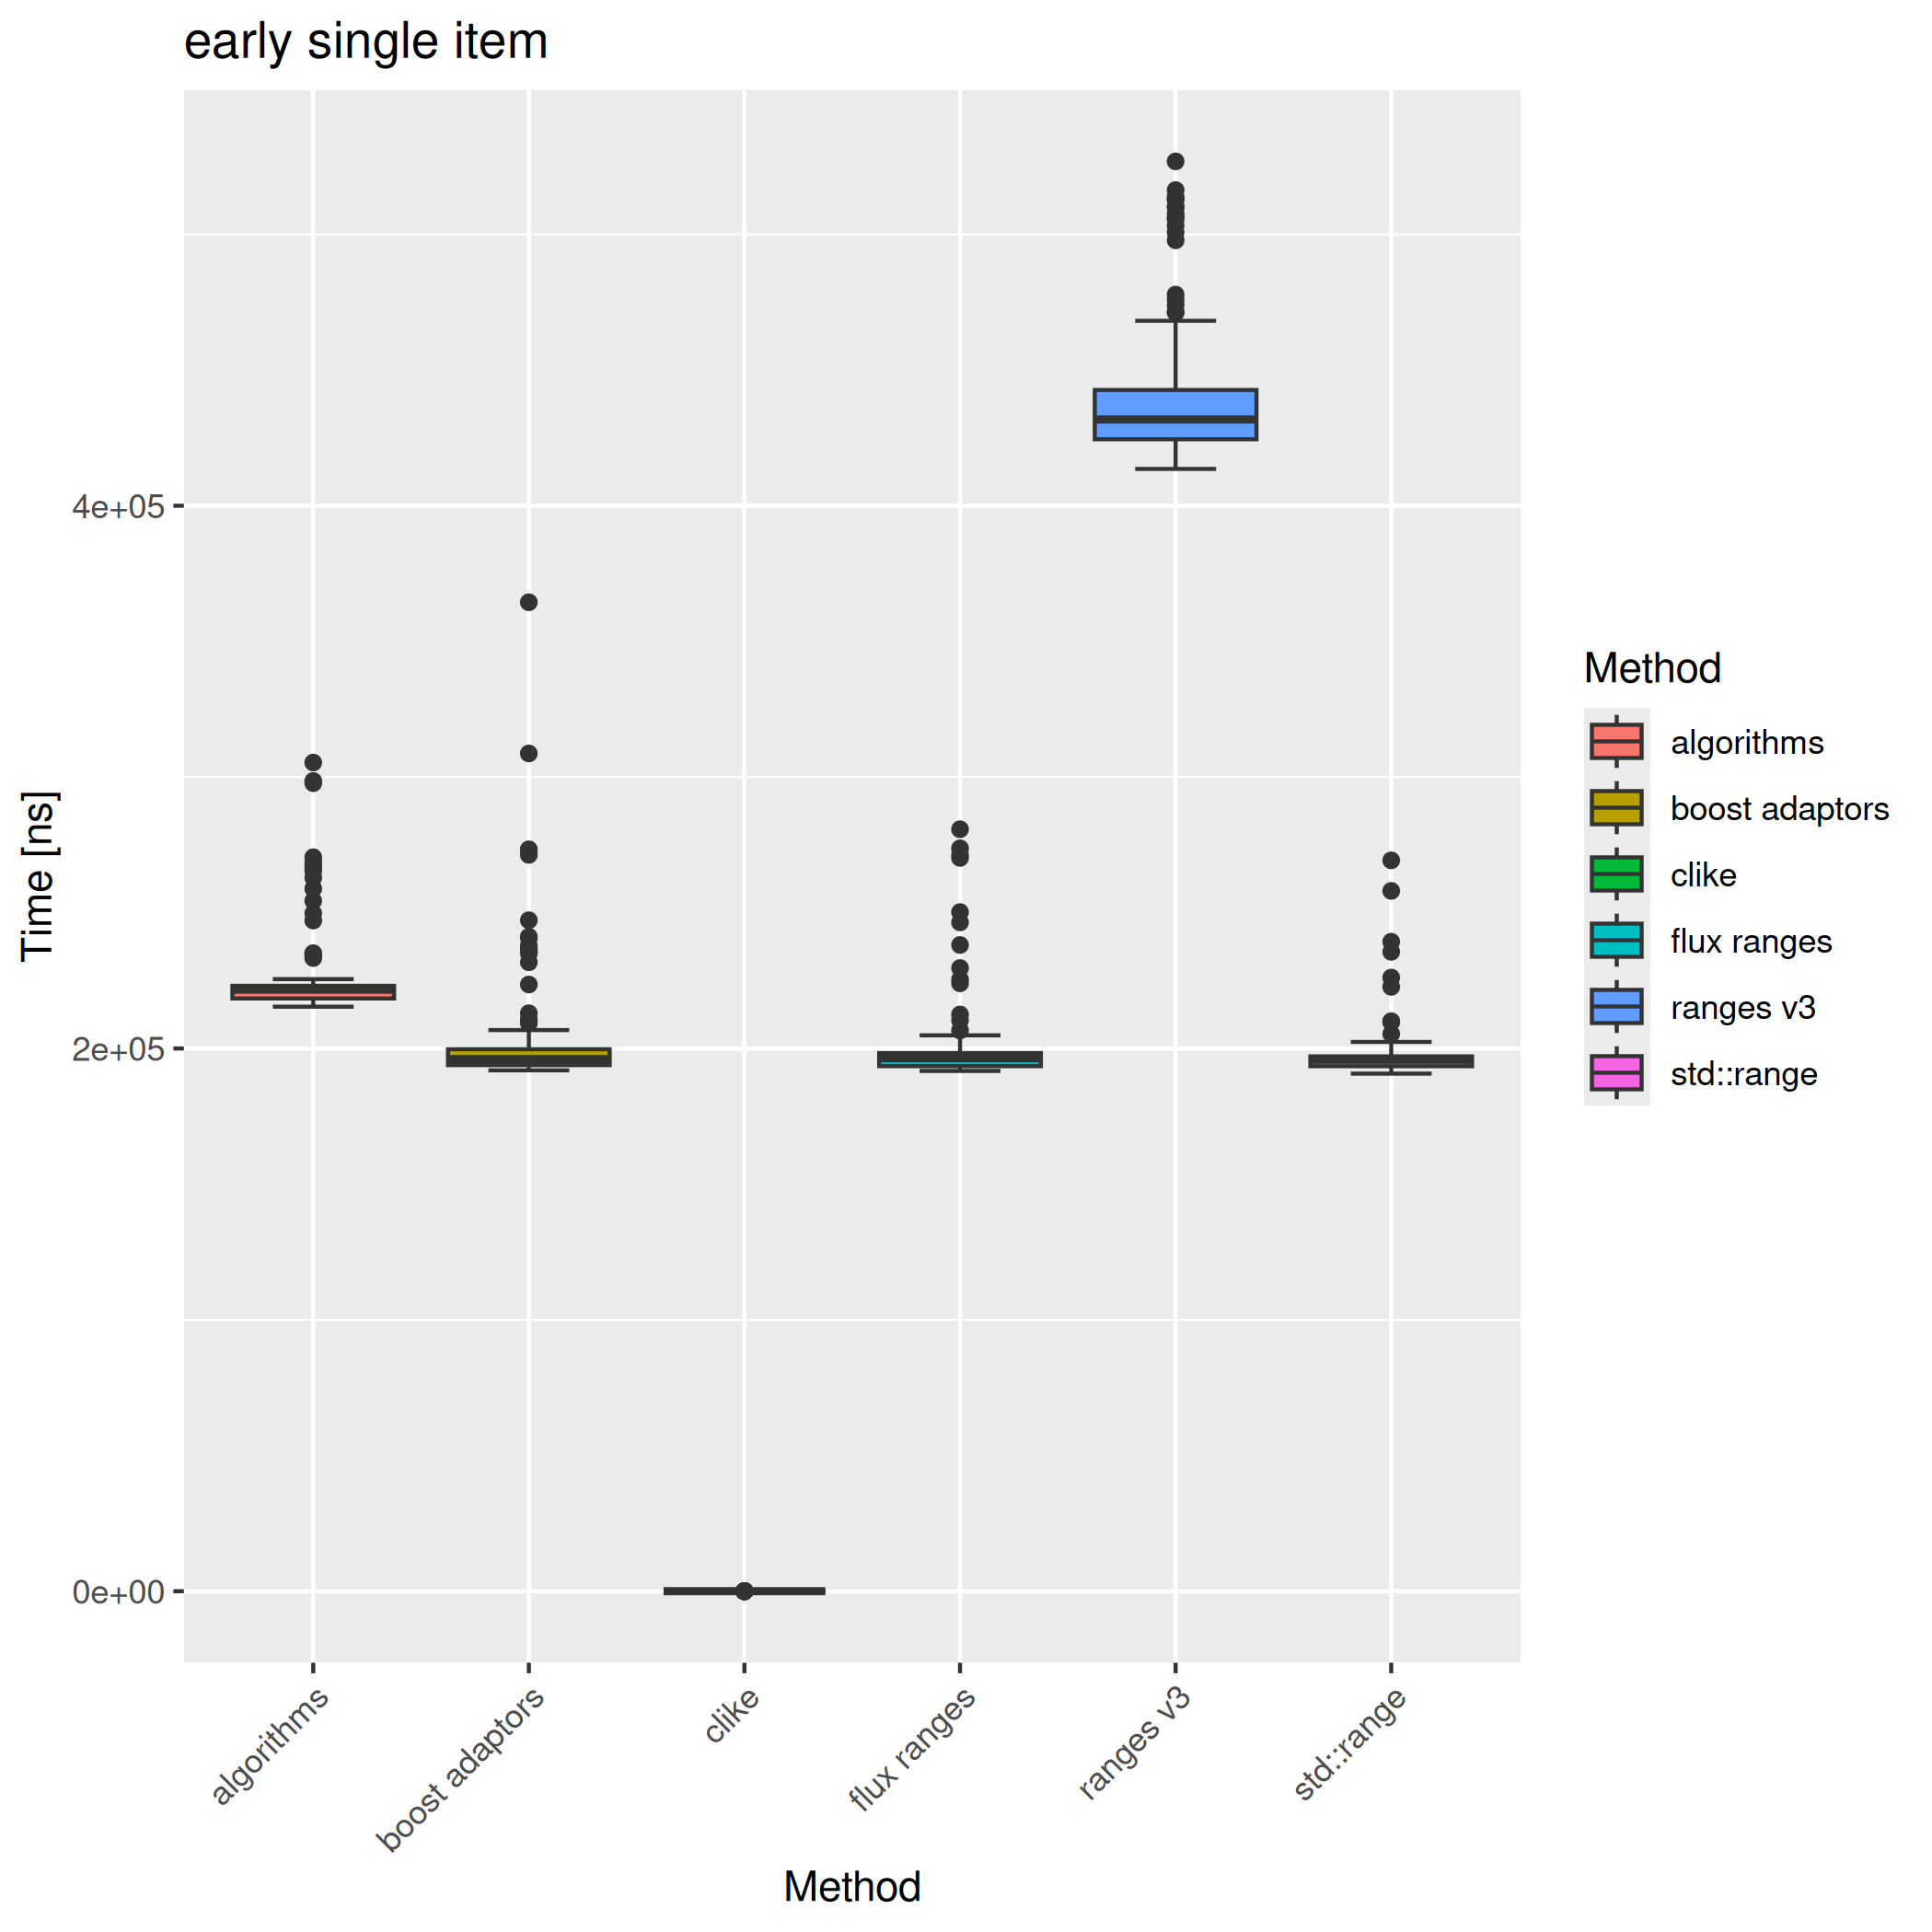 early single item
Time [ns]
4e+05
2e+05
0e+00
algorithms
boost adaptors
clike
flux ranges
ranges v3
std::range
Method
Method
algorithms
boost adaptors
clike
flux ranges
ranges v3
std::range